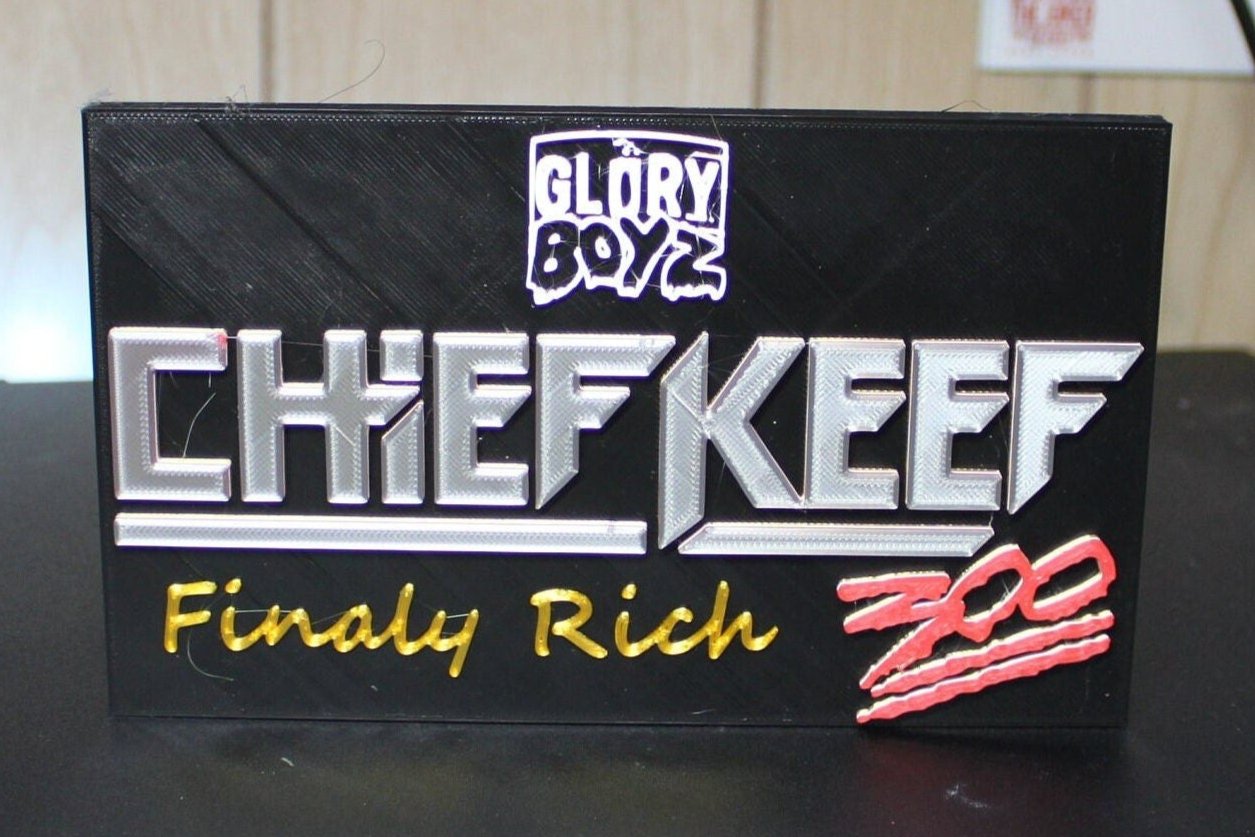 GLORY
BOYZ
CHiEF KEEF
Finaly Rich
300